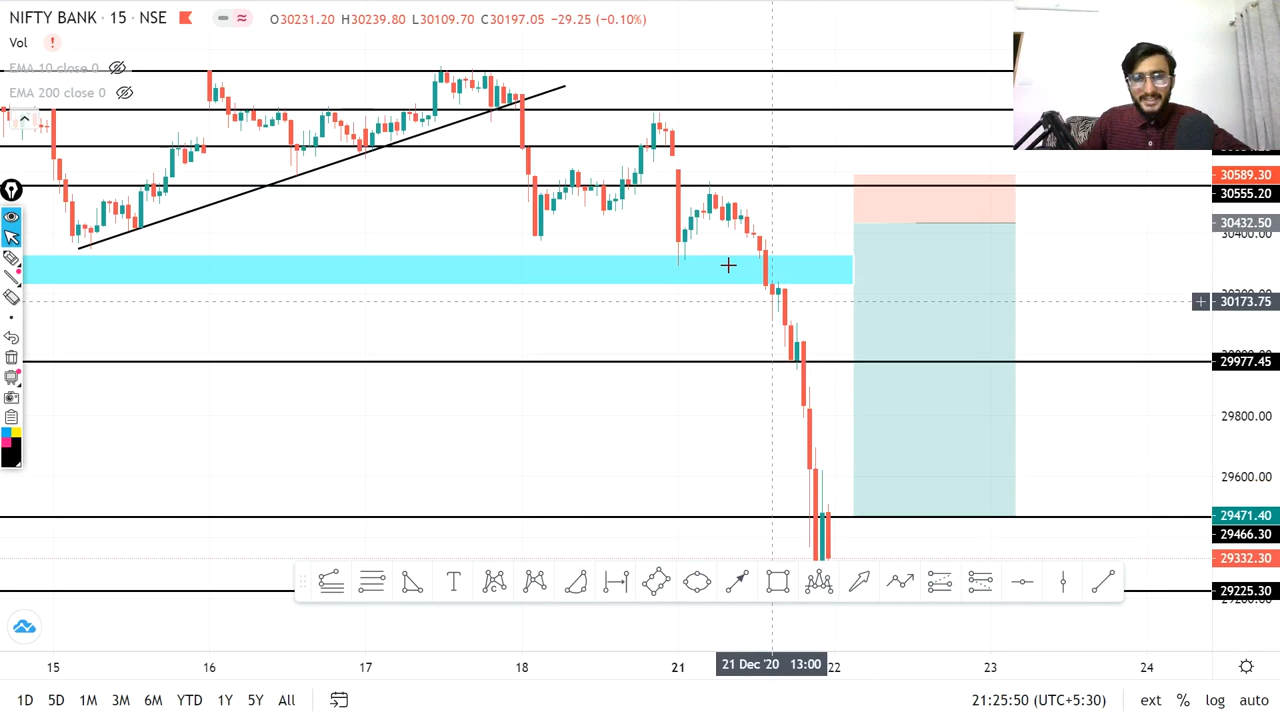 NIFTY BANK · 15 · NSE O30231.20 H30239.80 L30109.70 C30197.05 −29.25 (−0.10%)
Vol
EMA 10 close 0
EMA 200 close 0
30589.30
30555.20
30432.50
30400.00
30173.75
29977.45
29800.00
29600.00
29471.40
29466.30
29332.30
29225.30
15 16 17 18 21 21 Dec '20 13:00 22 23 24
1D 5D 1M 3M 6M YTD 1Y 5Y All 21:25:50 (UTC+5:30) ext % log auto